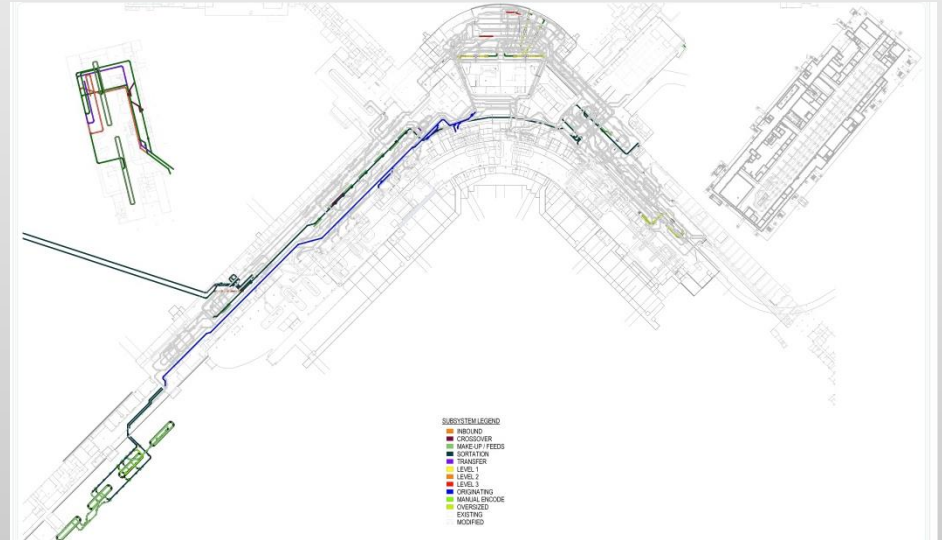 SUBSYSTEM LEGEND
INBOUND
CROSSOVER
MAKE-UP / FEEDS
SORTATION
TRANSFER
LEVEL 1
LEVEL 2
LEVEL 3
ORIGINATING
MANUAL ENCODE
OVERSIZED
EXISTING
MODIFIED